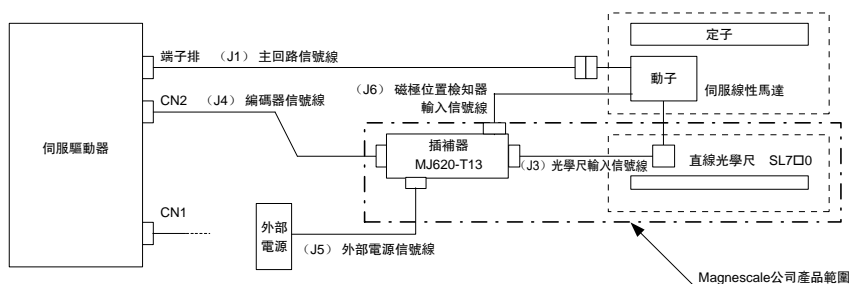 定子
端子排 （J1） 主回路信號線
動子
（J6） 磁極位置檢知器
輸入信號線
伺服線性馬達
CN2 （J4） 編碼器信號線
伺服驅動器
插補器
MJ620-T13
（J3）光學尺輸入信號線
直線光學尺 SL7口0
CN1
外部
電源
（J5） 外部電源信號線
Magnescale公司產品範圍